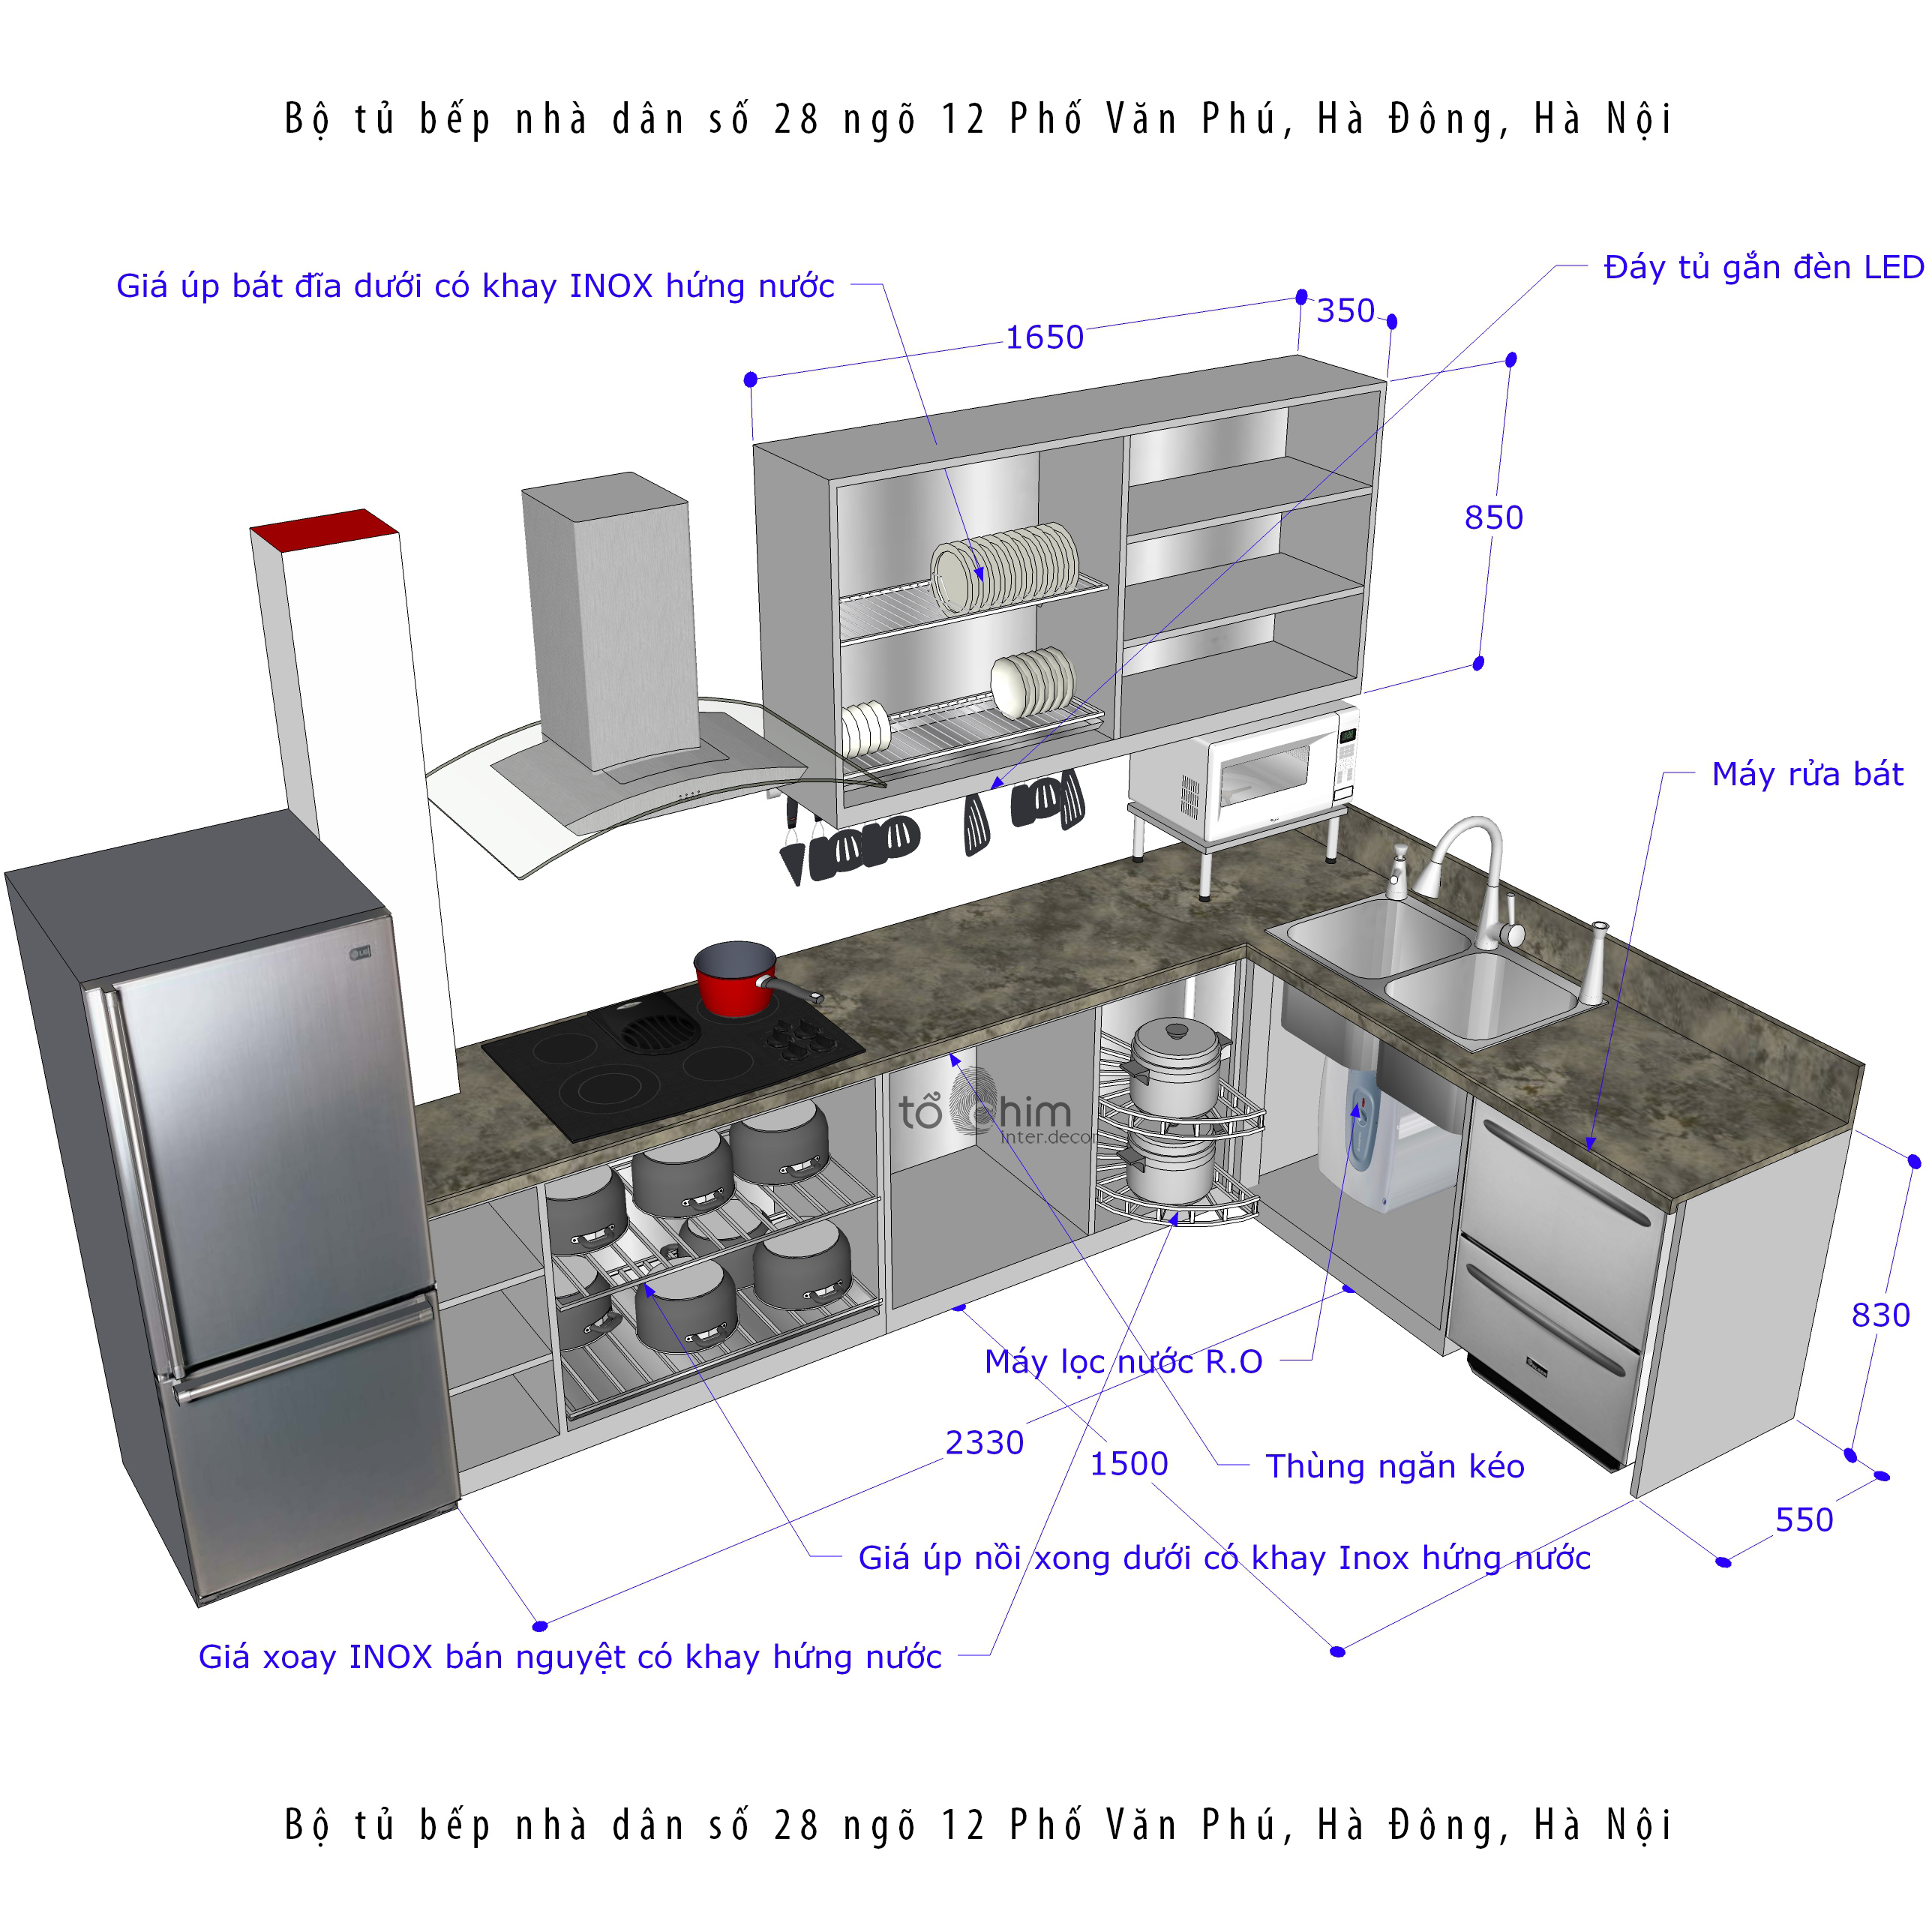 Bộ tủ bếp nhà dân số 28 ngõ 12 Phố Văn Phú, Hà Đông, Hà Nội
Đáy tủ gắn đèn LED
Giá úp bát đĩa dưới có khay INOX hứng nước
350
1650
850
Máy rửa bát
tổ chim
inter.decor
830
Máy lọc nước R.O
2330
1500
Thùng ngăn kéo
550
Giá úp nồi xong dưới có khay Inox hứng nước
Giá xoay INOX bán nguyệt có khay hứng nước
Bộ tủ bếp nhà dân số 28 ngõ 12 Phố Văn Phú, Hà Đông, Hà Nội